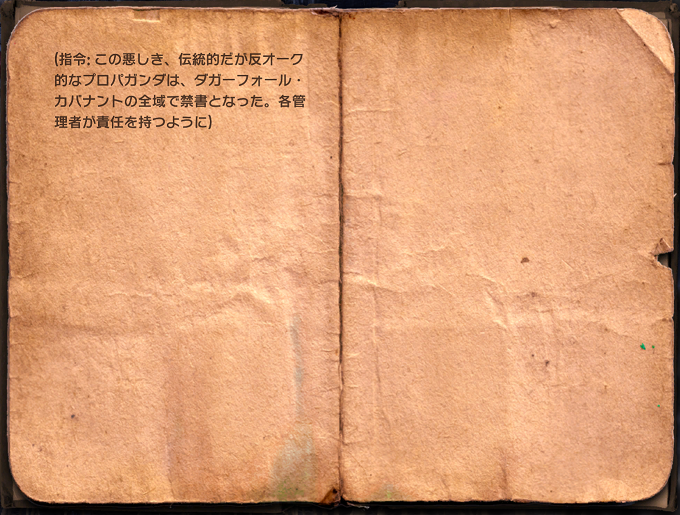 (指令: この悪しき、伝統的だが反オーク
的なプロパガンダは、ダガーフォール・
カバナントの全域で禁書となった。各管
理者が責任を持つように)